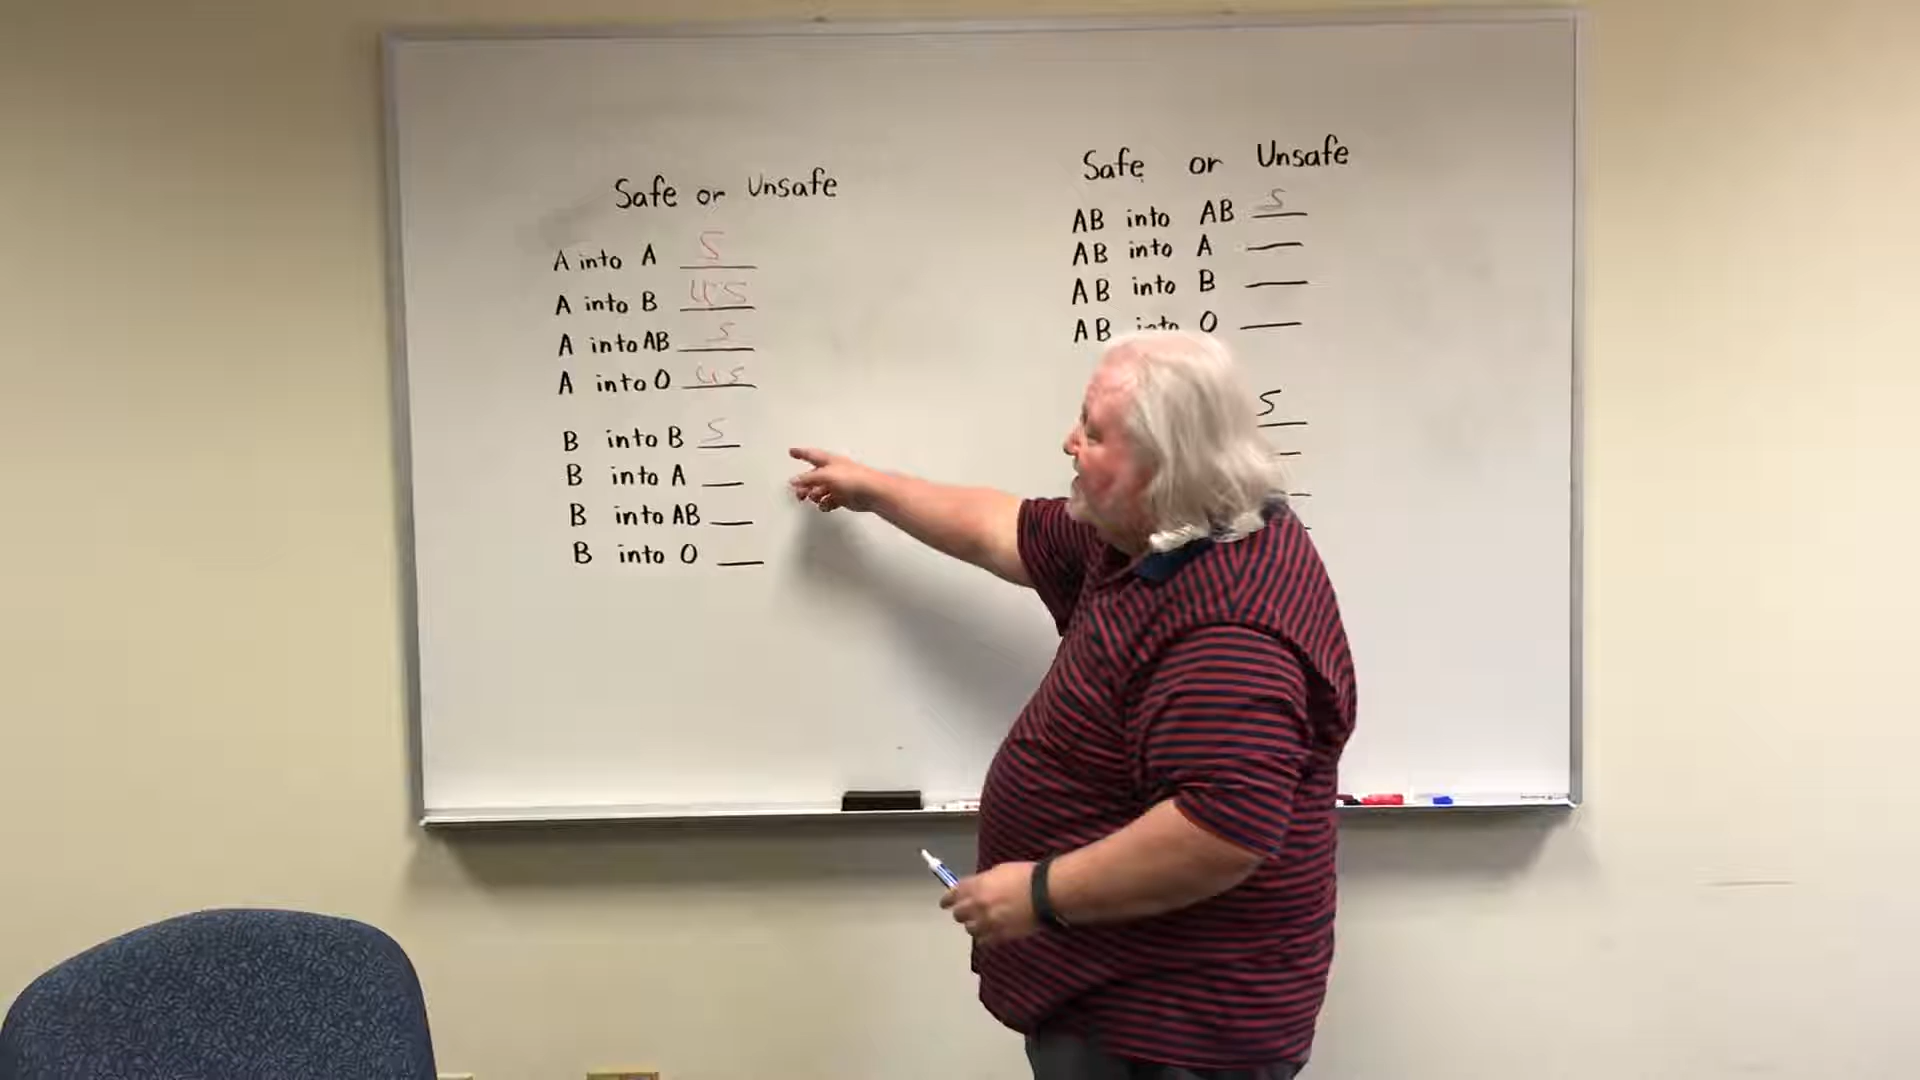 Safe or Unsafe
A into A S
A into B US
A into AB S
A into O US
B into B S
B into A
B into AB
B into O
Safe or Unsafe
AB into AB S
AB into A
AB into B
AB into O
S